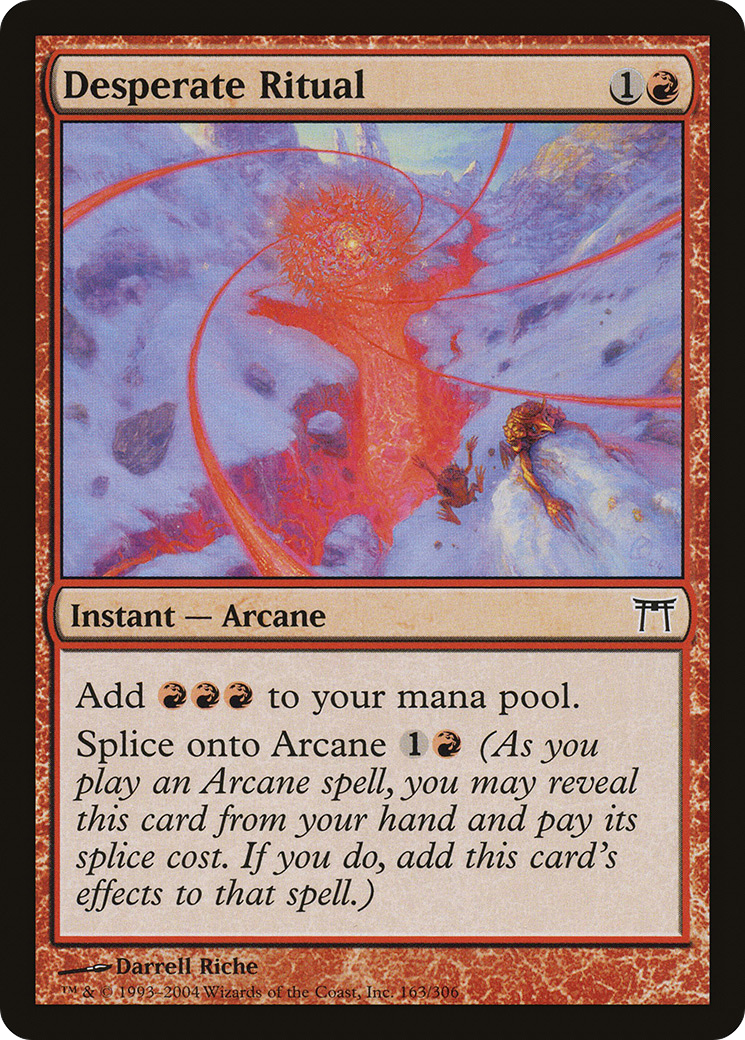 Desperate Ritual 1
Instant — Arcane
Add to your mana pool.
Splice onto Arcane 1 (As you
play an Arcane spell, you may reveal
this card from your hand and pay its
splice cost. If you do, add this card's
effects to that spell.)
Darrell Riche
™ & © 1993–2004 Wizards of the Coast, Inc. 163/306